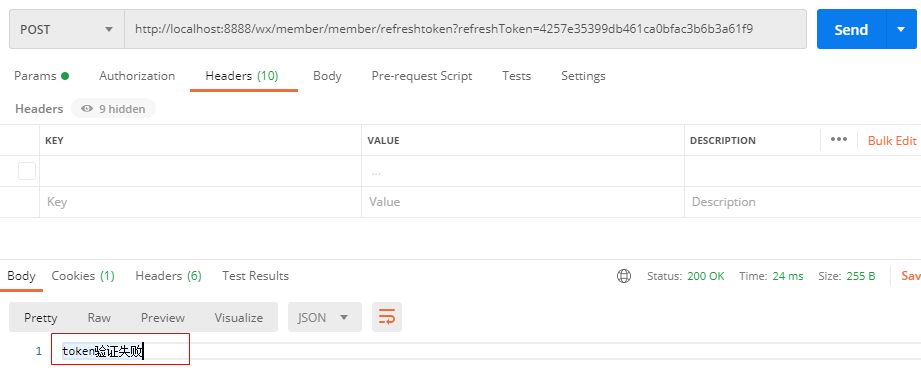 POST
http://localhost:8888/wx/member/member/refreshtoken?refreshToken=4257e35399db461ca0bfac3b6b3a61f9
Send
Params Authorization Headers (10) Body Pre-request Script Tests Settings
Headers 9 hidden
KEY VALUE DESCRIPTION ••• Bulk Edit
...
Key Value Description
Body Cookies (1) Headers (6) Test Results Status: 200 OK Time: 24 ms Size: 255 B Sav
Pretty Raw Preview Visualize JSON
1 token验证失败